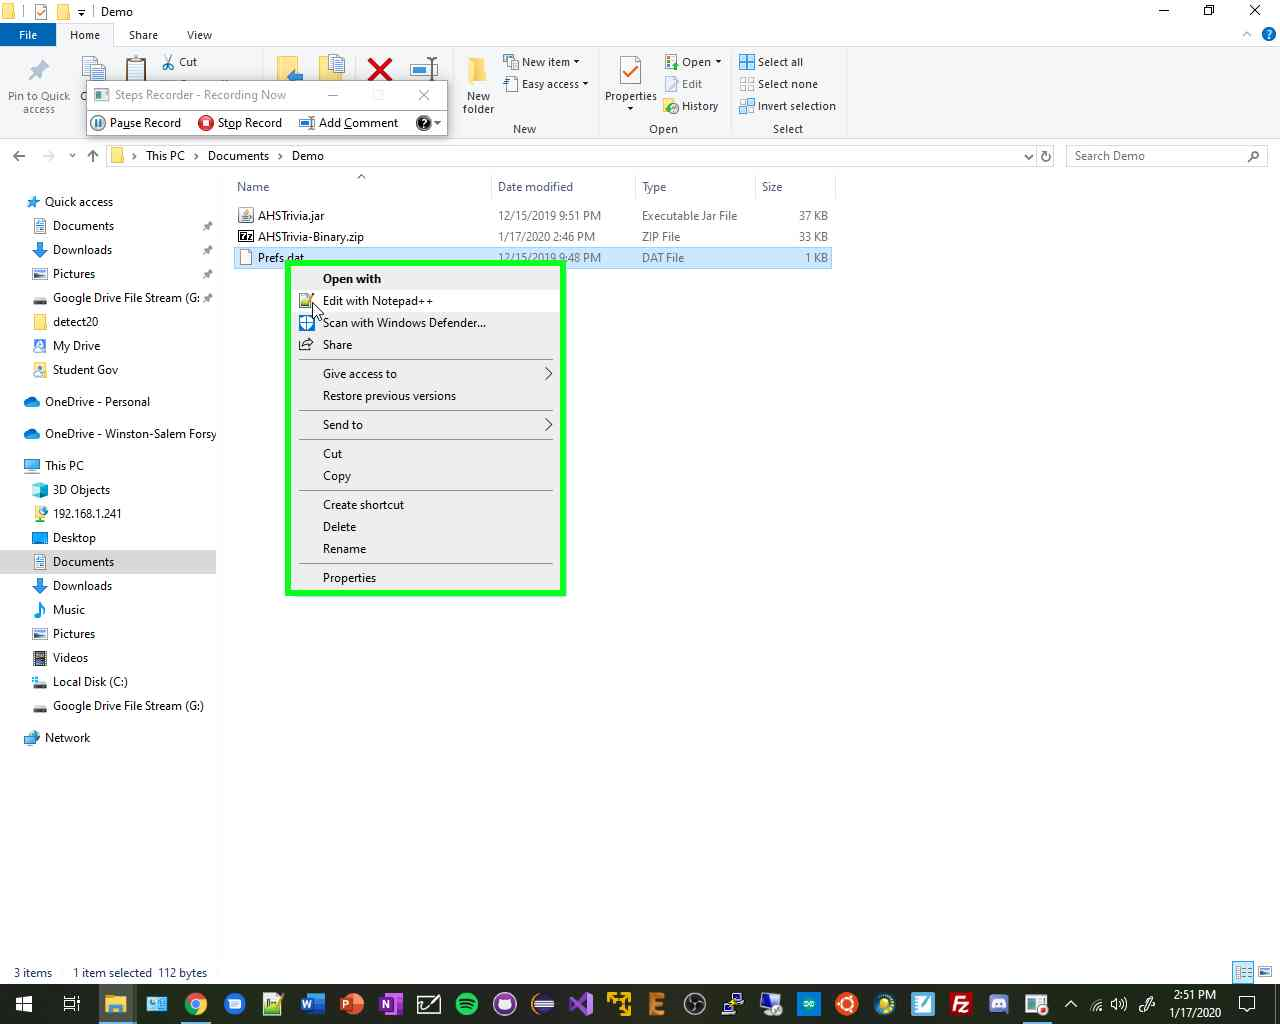 Demo
File Home Share View
Cut
New item
Open
Select all
Easy access
Edit
Select none
Pin to Quick access
New folder
Properties
History
Invert selection
New
Open
Select
Steps Recorder - Recording Now
Pause Record Stop Record Add Comment
This PC Documents Demo
Search Demo
Name Date modified Type Size
AHSTrivia.jar 12/15/2019 9:51 PM Executable Jar File 37 KB
AHSTrivia-Binary.zip 1/17/2020 2:46 PM ZIP File 33 KB
Prefs.dat 12/15/2019 9:48 PM DAT File 1 KB
Open with
Edit with Notepad++
Scan with Windows Defender...
Share
Give access to
Restore previous versions
Send to
Cut
Copy
Create shortcut
Delete
Rename
Properties
Quick access
Documents
Downloads
Pictures
Google Drive File Stream (G:
detect20
My Drive
Student Gov
OneDrive - Personal
OneDrive - Winston-Salem Forsy
This PC
3D Objects
192.168.1.241
Desktop
Documents
Downloads
Music
Pictures
Videos
Local Disk (C:)
Google Drive File Stream (G:)
Network
3 items 1 item selected 112 bytes
2:51 PM
1/17/2020